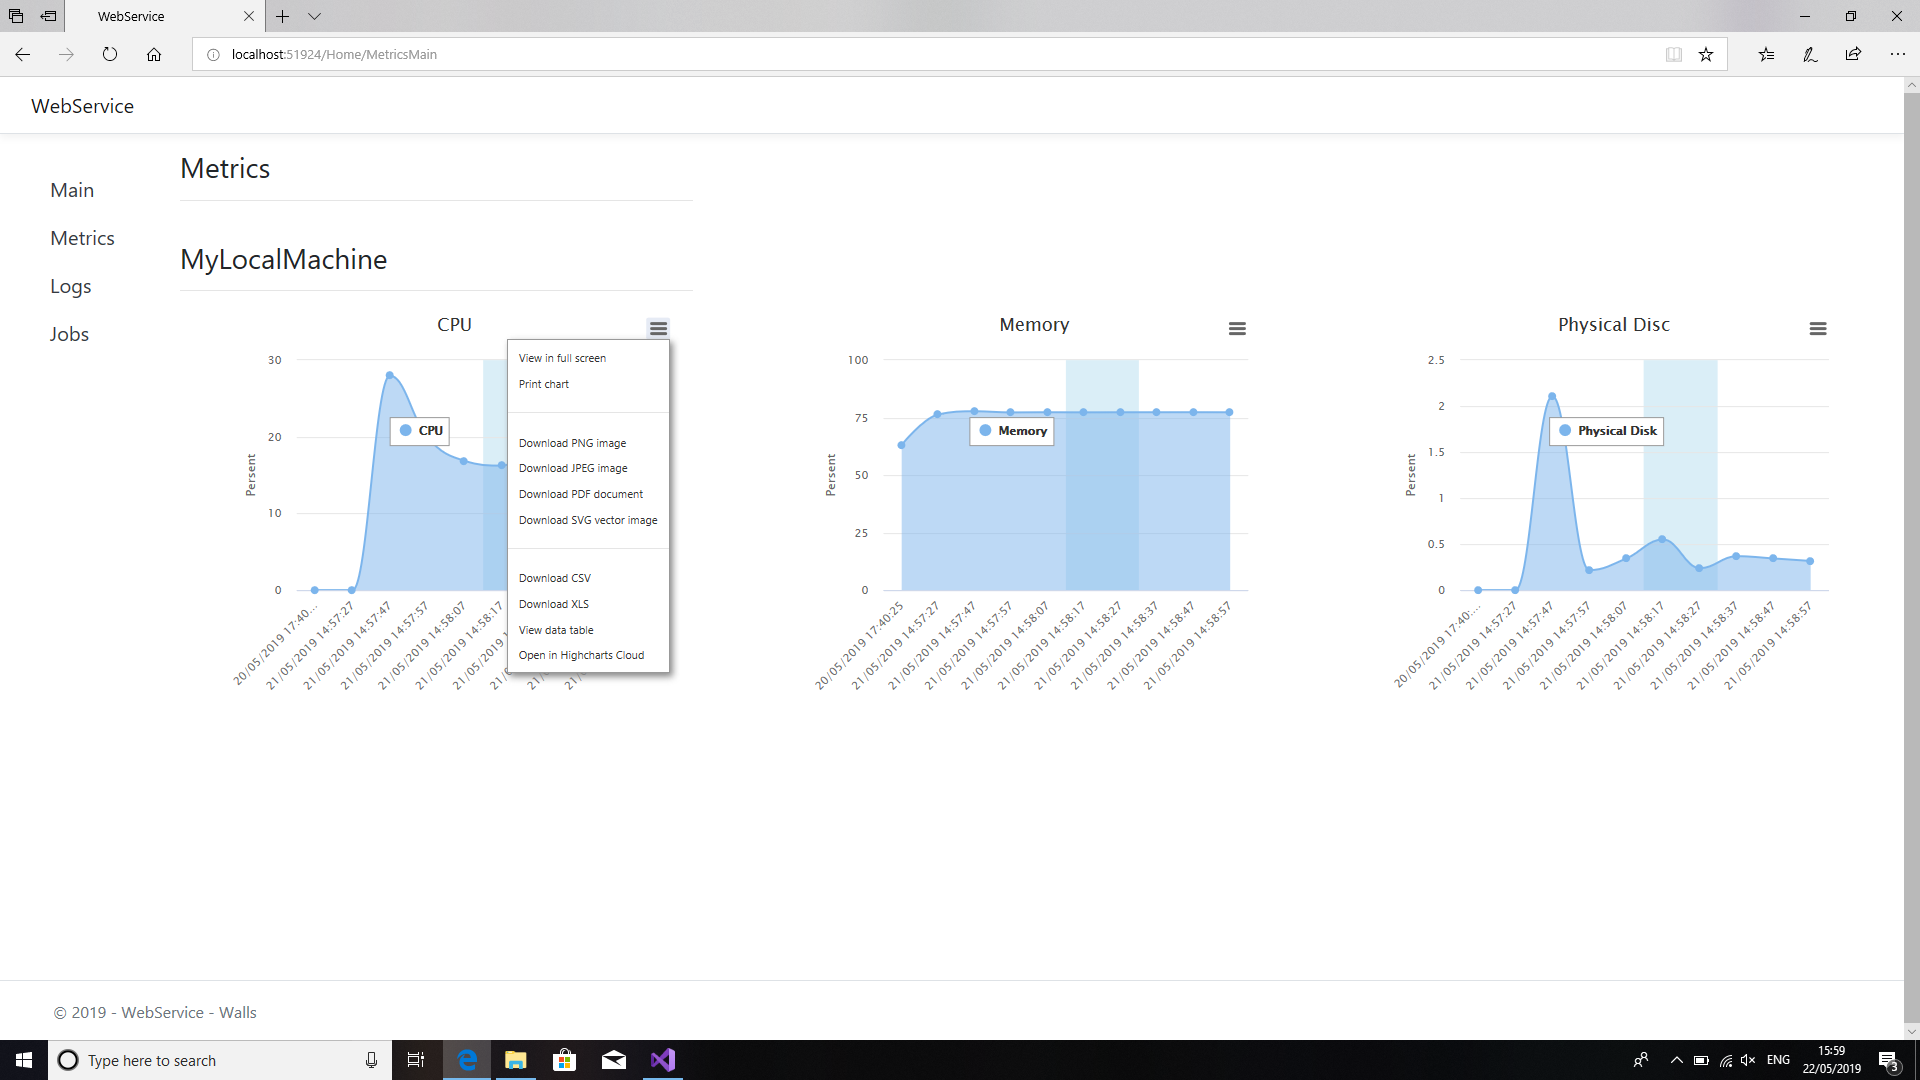 WebService
localhost:51924/Home/MetricsMain
WebService
Main
Metrics
Logs
Jobs
Metrics
MyLocalMachine
CPU
30
20
10
0
Persent
CPU
20/05/2019 17:40:...
21/05/2019 14:57:27
21/05/2019 14:57:47
21/05/2019 14:57:57
21/05/2019 14:58:07
21/05/2019 14:58:17
View in full screen
Print chart
Download PNG image
Download JPEG image
Download PDF document
Download SVG vector image
Download CSV
Download XLS
View data table
Open in Highcharts Cloud
Memory
100
75
50
25
0
Persent
Memory
20/05/2019 17:40:25
21/05/2019 14:57:27
21/05/2019 14:57:47
21/05/2019 14:57:57
21/05/2019 14:58:07
21/05/2019 14:58:17
21/05/2019 14:58:27
21/05/2019 14:58:37
21/05/2019 14:58:47
21/05/2019 14:58:57
Physical Disc
2.5
2
1.5
1
0.5
0
Persent
Physical Disk
20/05/2019 17:40:...
21/05/2019 14:57:27
21/05/2019 14:57:47
21/05/2019 14:57:57
21/05/2019 14:58:07
21/05/2019 14:58:17
21/05/2019 14:58:27
21/05/2019 14:58:37
21/05/2019 14:58:47
21/05/2019 14:58:57
© 2019 - WebService - Walls
Type here to search
ENG
15:59
22/05/2019
3